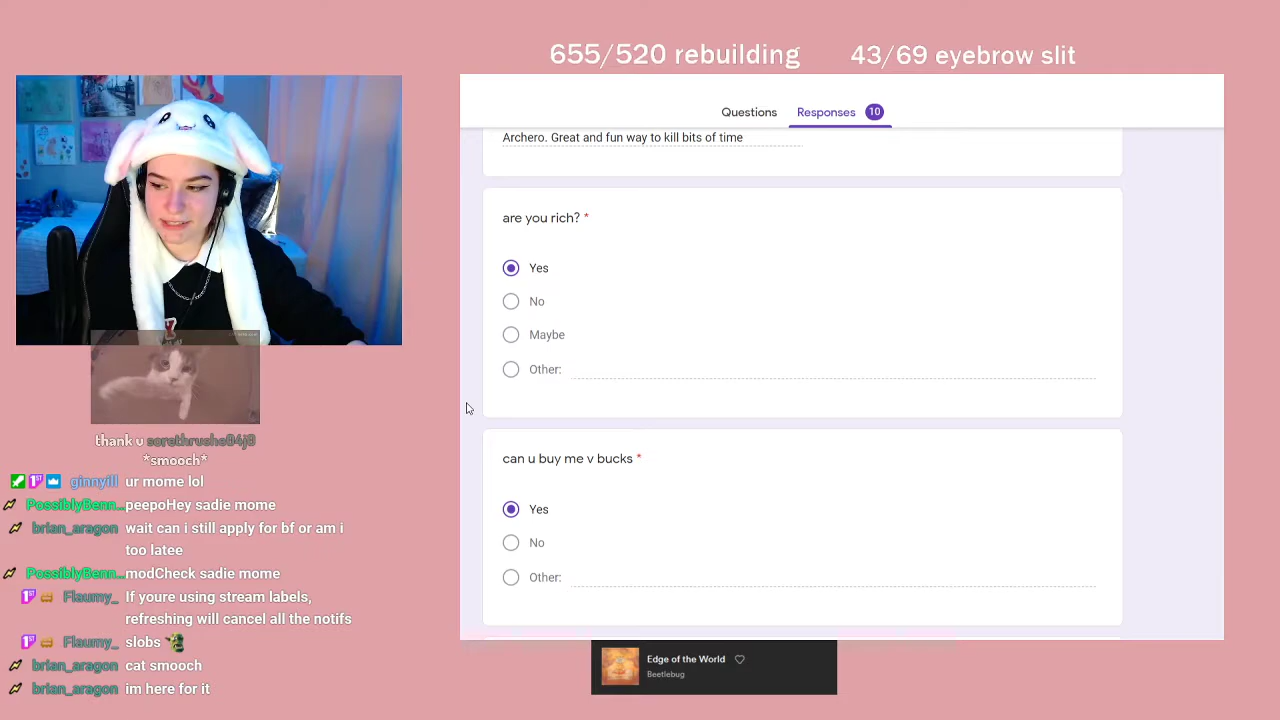 655/520 rebuilding
43/69 eyebrow slit
Questions
Responses 10
Archero. Great and fun way to kill bits of time
are you rich? *
Yes
No
Maybe
Other:
can u buy me v bucks *
Yes
No
Other:
thank u sorethrusho84j3
*smooch*
ginnyill ur mome lol
PossiblyBenn... peepoHey sadie mome
brian_aragon wait can i still apply for bf or am i
too latee
PossiblyBenn... modCheck sadie mome
Flaumy_ If youre using stream labels,
refreshing will cancel all the notifs
Flaumy_ slobs
brian_aragon cat smooch
brian_aragon im here for it
Edge of the World
Beetlebug